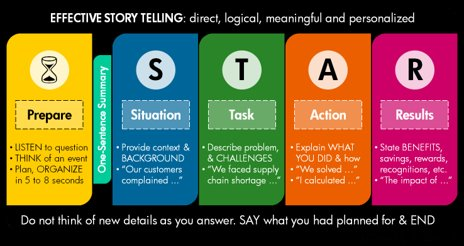 EFFECTIVE STORY TELLING: direct, logical, meaningful and personalized
Prepare
• LISTEN to question
• THINK of an event
• Plan, ORGANIZE
in 5 to 8 seconds
One-Sentence Summary
S
Situation
• Provide context &
BACKGROUND
• “Our customers
complained ...”
T
Task
• Describe problem,
& CHALLENGES
• “We faced supply
chain shortage ...”
A
Action
• Explain WHAT
YOU DID & how
• “We solved ...”
• “I calculated ...”
R
Results
• State BENEFITS,
savings, rewards,
recognitions, etc.
• “The impact of ...”
Do not think of new details as you answer. SAY what you had planned for & END